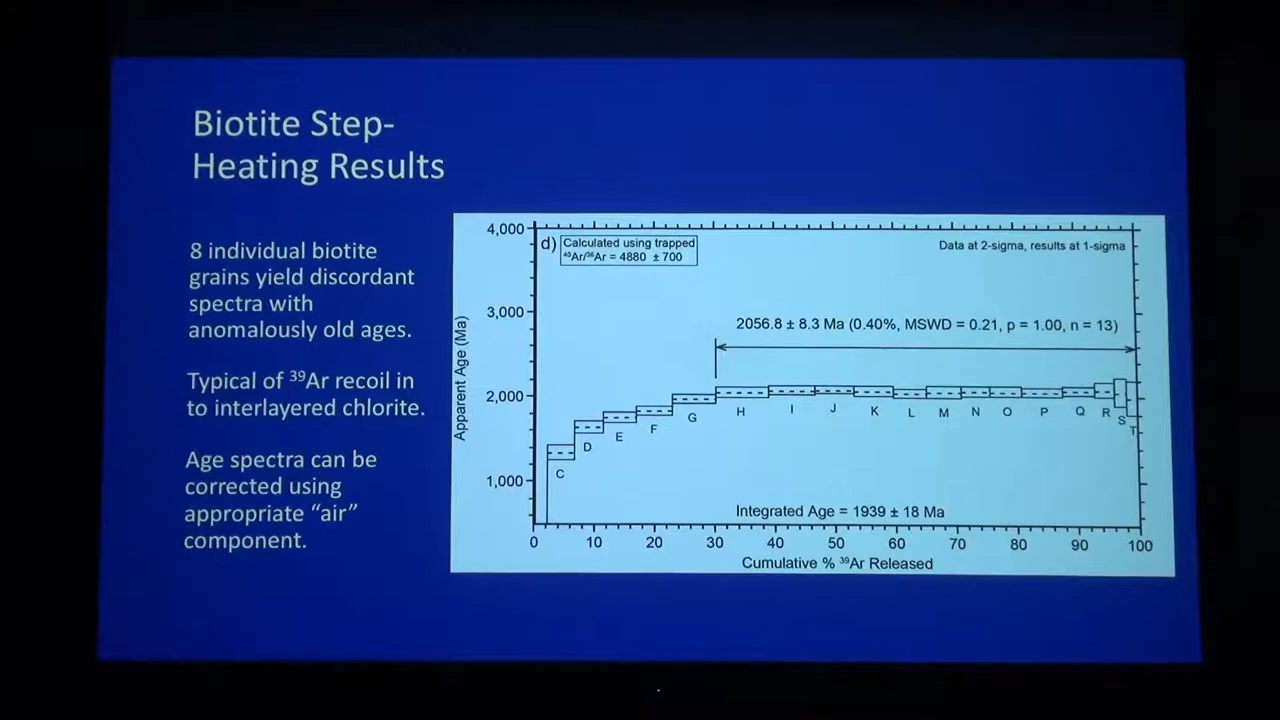 Biotite Step-
Heating Results
8 individual biotite
grains yield discordant
spectra with
anomalously old ages.
Typical of ³⁹Ar recoil in
to interlayered chlorite.
Age spectra can be
corrected using
appropriate “air”
component.
d)
Calculated using trapped
⁴⁰Ar/³⁶Ar = 4880 ± 700
Data at 2-sigma, results at 1-sigma
2056.8 ± 8.3 Ma (0.40%, MSWD = 0.21, p = 1.00, n = 13)
Apparent Age (Ma)
4,000
3,000
2,000
1,000
C
D
E
F
G
H
I
J
K
L
M
N
O
P
Q
R
S
T
Integrated Age = 1939 ± 18 Ma
0 10 20 30 40 50 60 70 80 90 100
Cumulative % ³⁹Ar Released